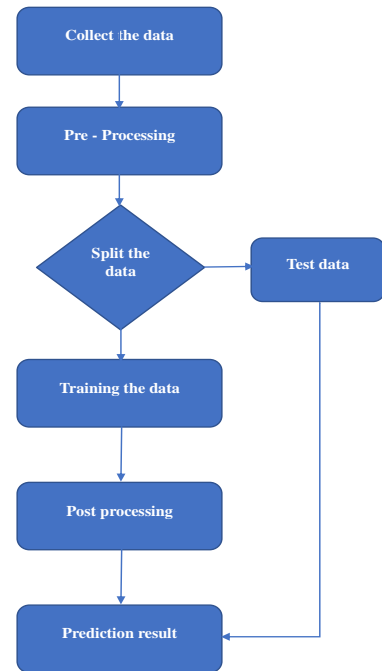 Collect the data
Pre - Processing
Split the
data
Test data
Training the data
Post processing
Prediction result